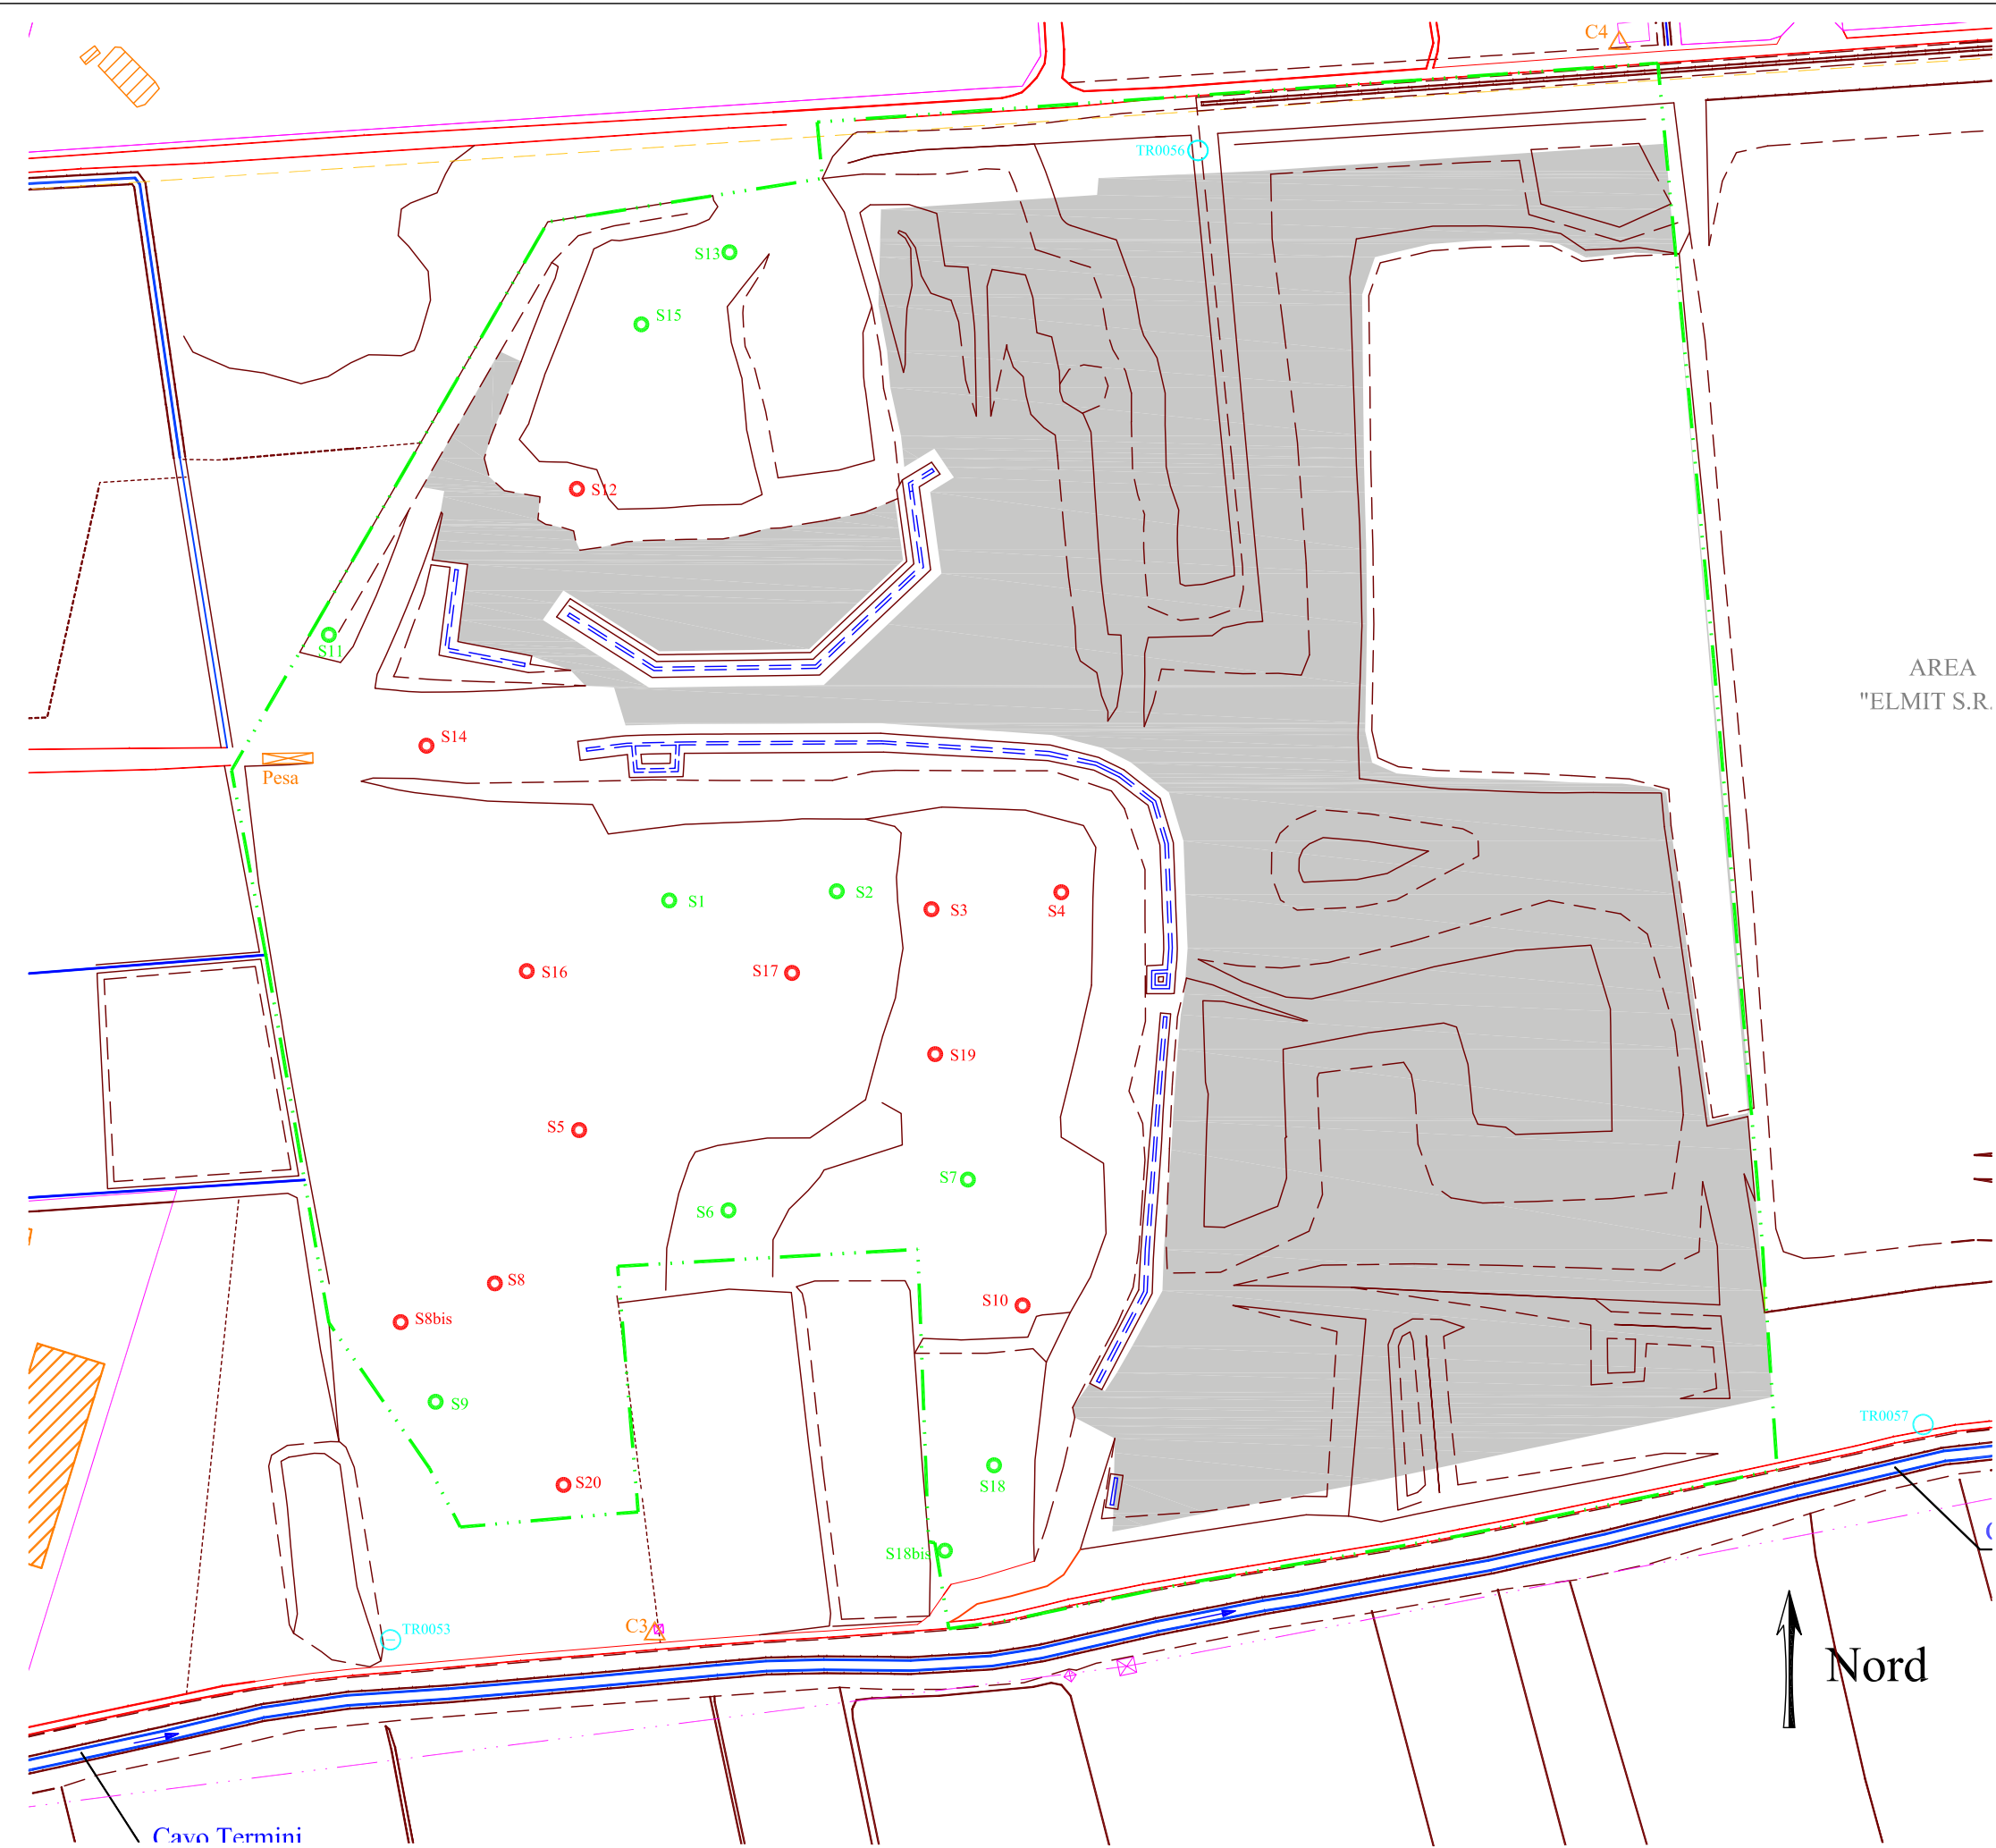 C4
TR0056
S13
S15
S12
S11
AREA
"ELMIT S.R.
S14
Pesa
S1
S2
S3
S4
S16
S17
S19
S5
S7
S6
S8
S10
S8bis
S9
TR0057
S20
S18
S18bis
C3
TR0053
Nord
Cavo Termini